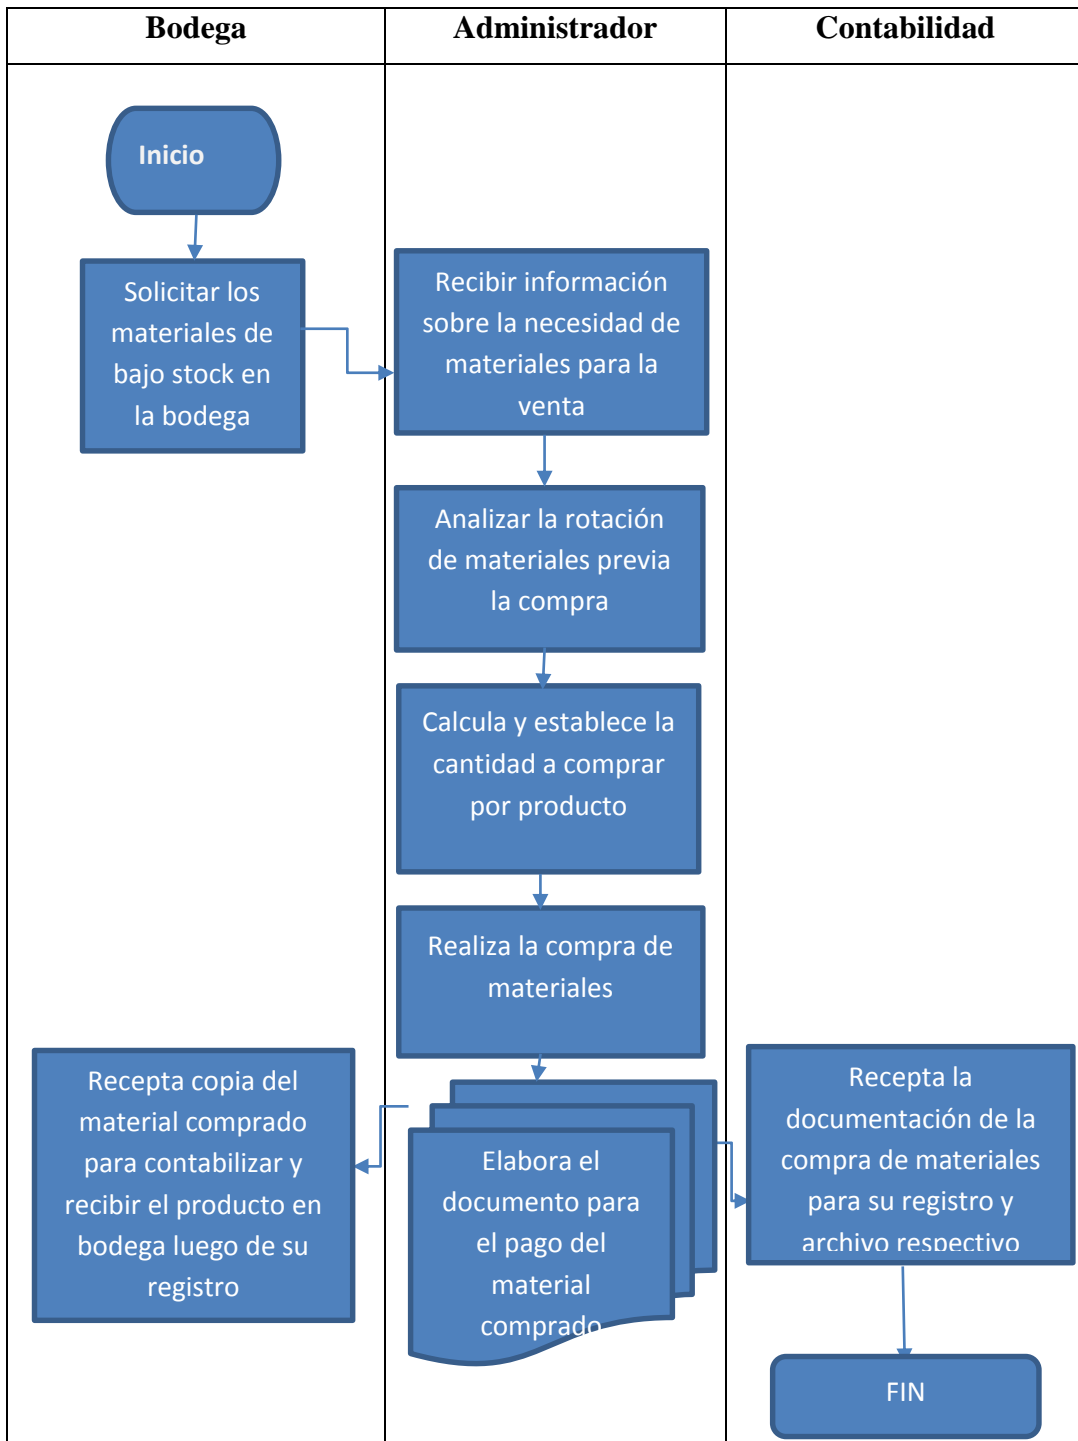 Bodega
Administrador
Contabilidad
Inicio
Solicitar los
materiales de
bajo stock en
la bodega
Recibir información
sobre la necesidad de
materiales para la
venta
Analizar la rotación
de materiales previa
la compra
Calcula y establece la
cantidad a comprar
por producto
Realiza la compra de
materiales
Recepta copia del
material comprado
para contabilizar y
recibir el producto en
bodega luego de su
registro
Elabora el
documento para
el pago del
material
comprado
Recepta la
documentación de la
compra de materiales
para su registro y
archivo respectivo
FIN